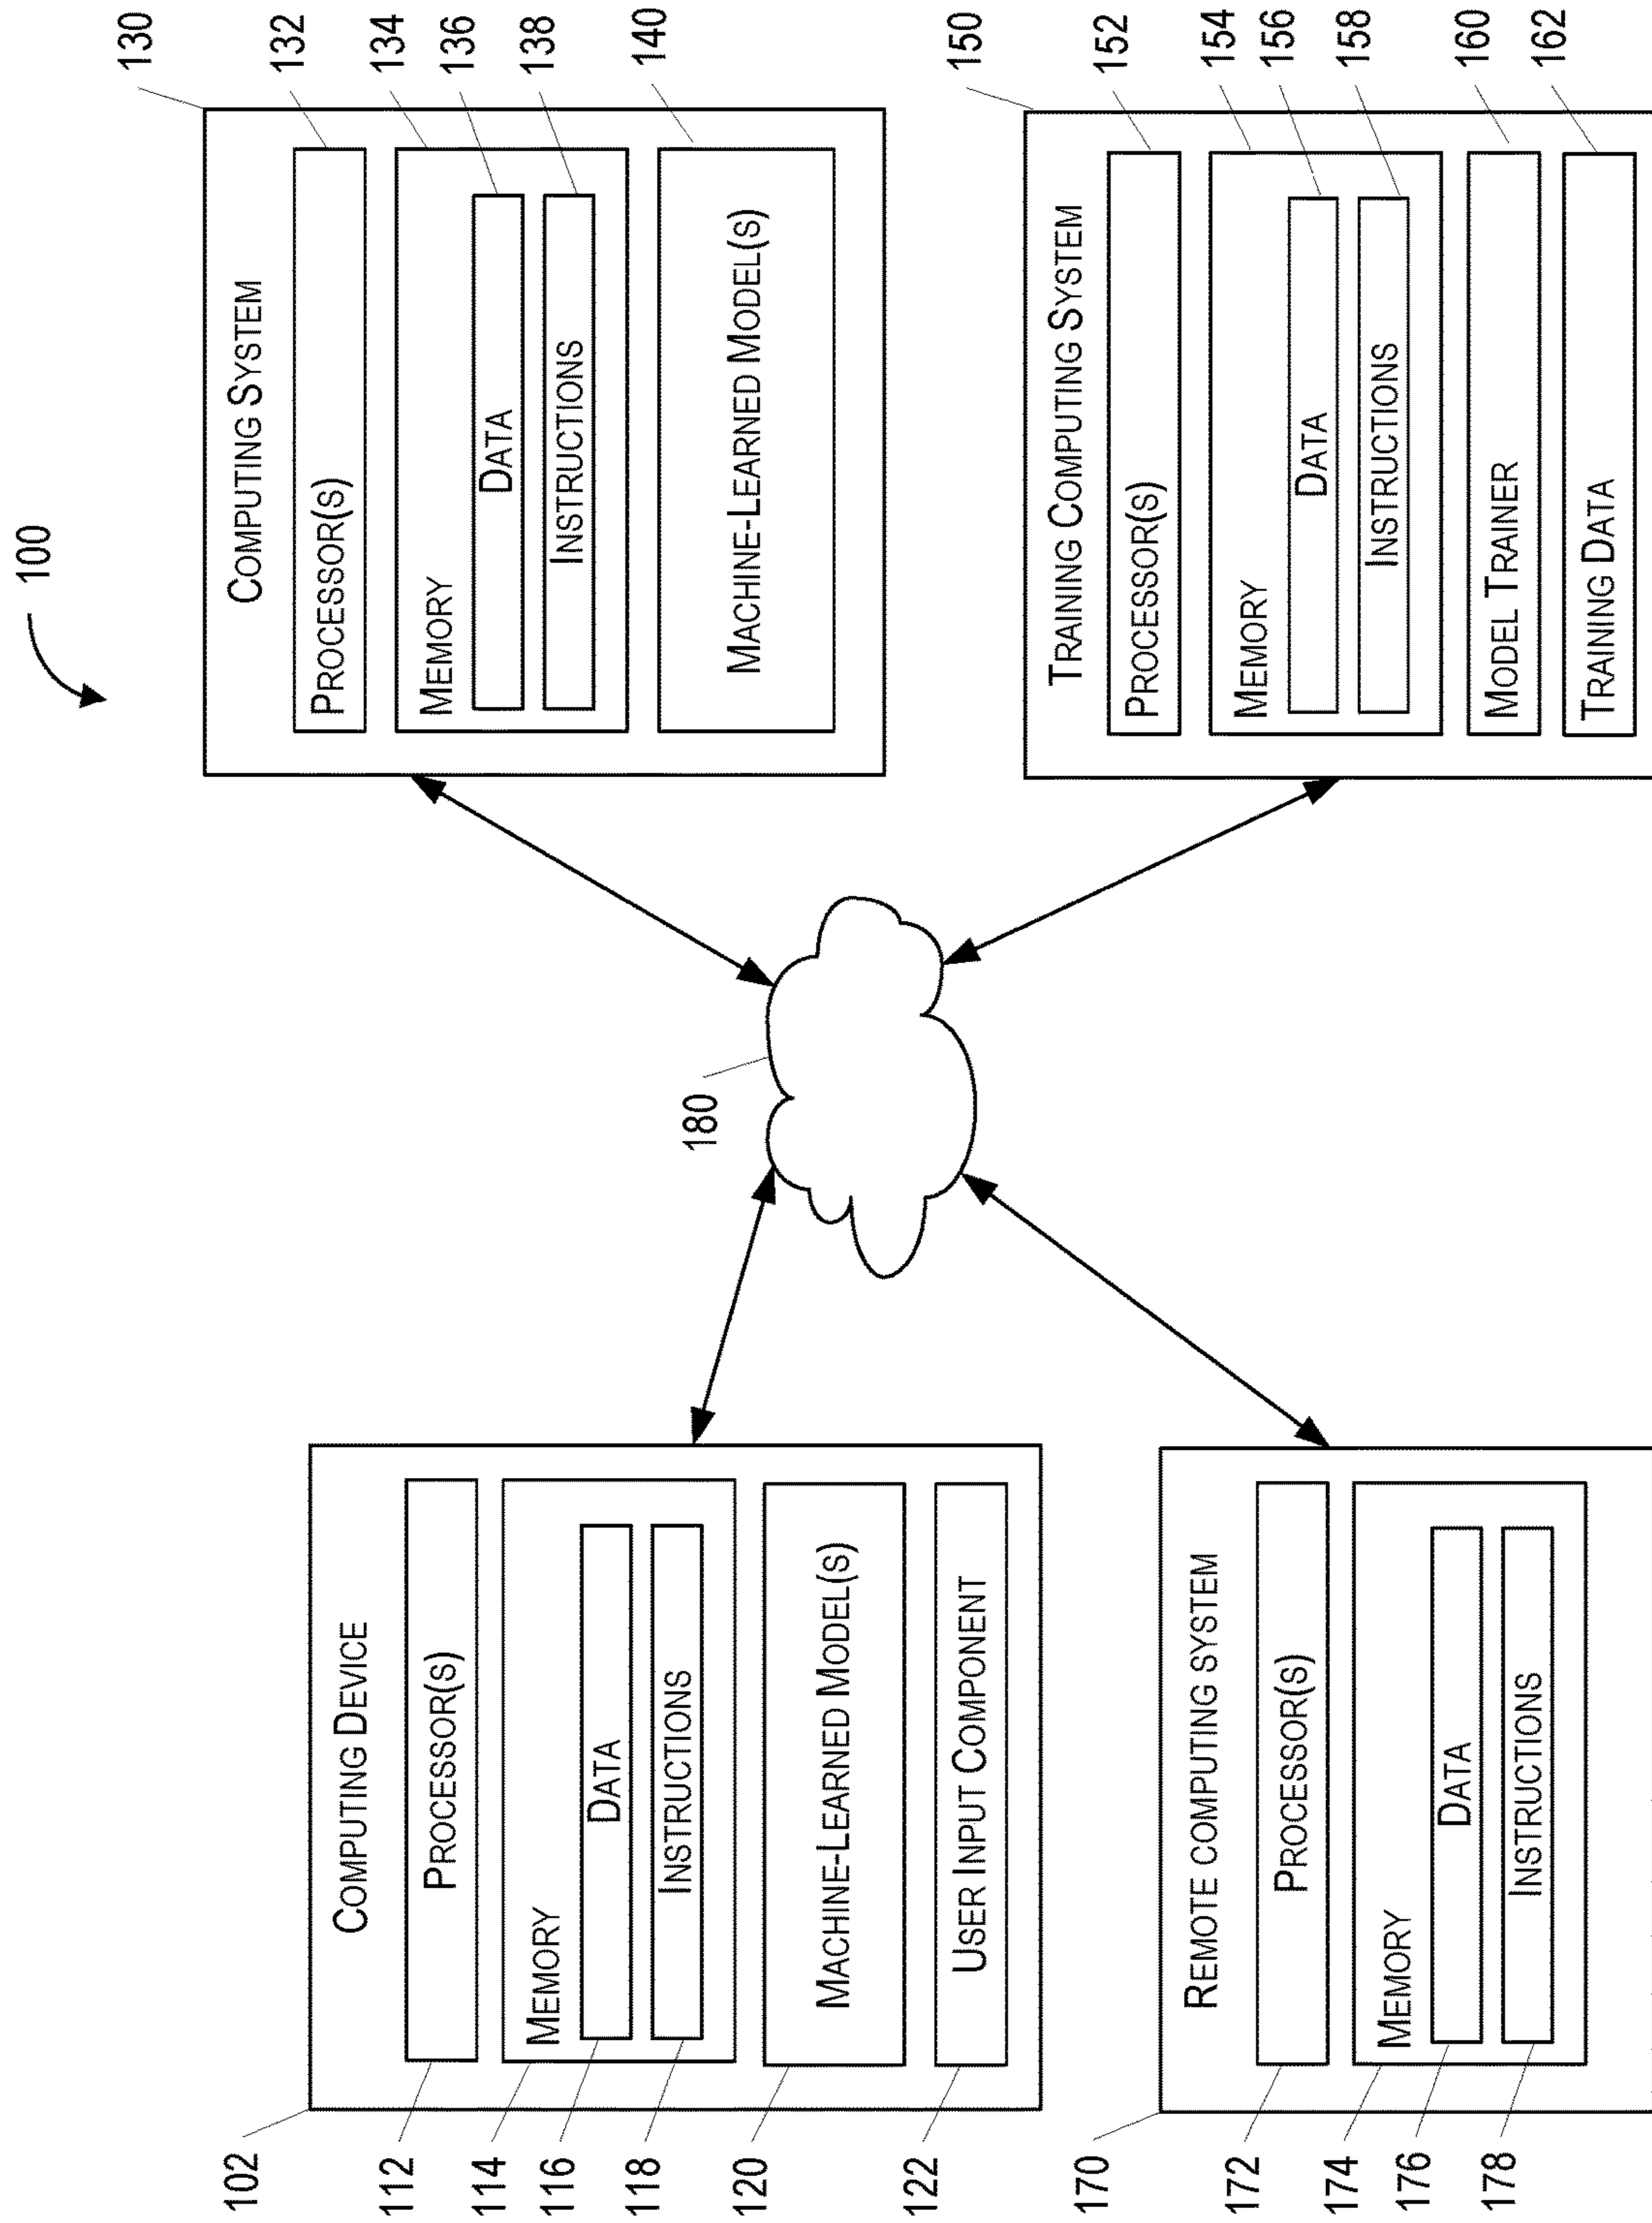 100
102
COMPUTING DEVICE
112
PROCESSOR(S)
114
MEMORY
116
DATA
118
INSTRUCTIONS
120
MACHINE-LEARNED MODEL(S)
122
USER INPUT COMPONENT
130
COMPUTING SYSTEM
132
PROCESSOR(S)
134
MEMORY
136
DATA
138
INSTRUCTIONS
140
MACHINE-LEARNED MODEL(S)
180
170
REMOTE COMPUTING SYSTEM
172
PROCESSOR(S)
174
MEMORY
176
DATA
178
INSTRUCTIONS
150
TRAINING COMPUTING SYSTEM
152
PROCESSOR(S)
154
MEMORY
156
DATA
158
INSTRUCTIONS
160
MODEL TRAINER
162
TRAINING DATA